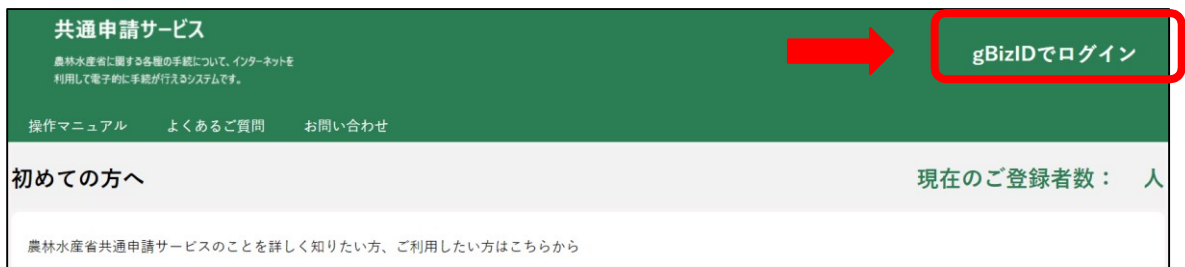 共通申請サービス
農林水産省に関する各種の手続について、インターネットを
利用して電子的に手続が行えるシステムです。
gBizIDでログイン
操作マニュアル よくあるご質問 お問い合わせ
初めての方へ
現在のご登録者数： 人
農林水産省共通申請サービスのことを詳しく知りたい方、ご利用したい方はこちらから